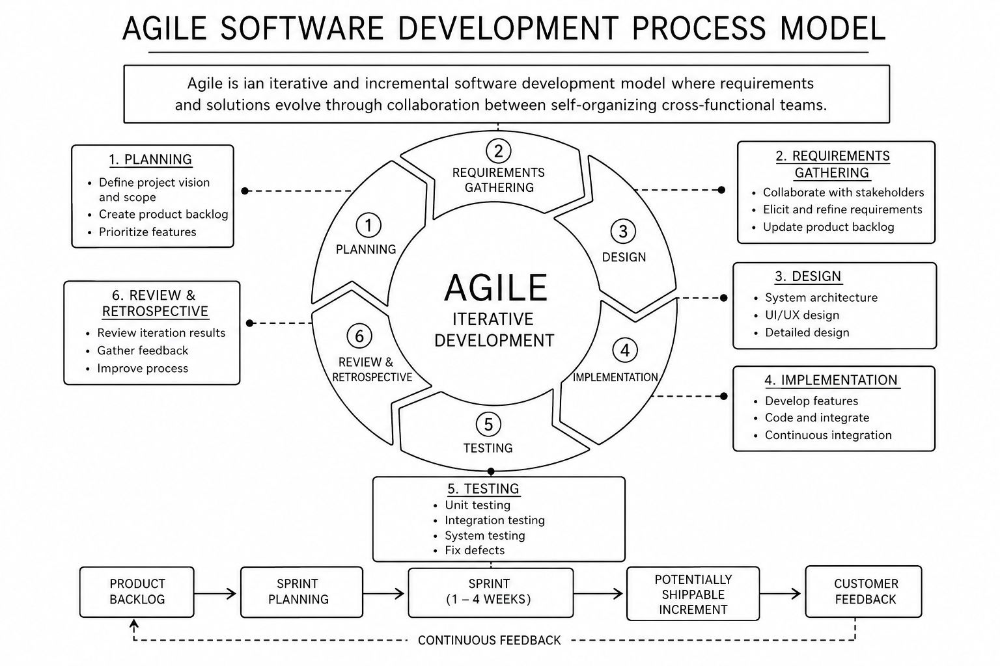 AGILE SOFTWARE DEVELOPMENT PROCESS MODEL
Agile is ian iterative and incremental software development model where requirements
and solutions evolve through collaboration between self-organizing cross-functional teams.
1. PLANNING
• Define project vision
and scope
• Create product backlog
• Prioritize features
6. REVIEW &
RETROSPECTIVE
• Review iteration results
• Gather feedback
• Improve process
1
PLANNING
2
REQUIREMENTS
GATHERING
3
DESIGN
4
IMPLEMENTATION
5
TESTING
6
REVIEW &
RETROSPECTIVE
AGILE
ITERATIVE
DEVELOPMENT
2. REQUIREMENTS
GATHERING
• Collaborate with stakeholders
• Elicit and refine requirements
• Update product backlog
3. DESIGN
• System architecture
• UI/UX design
• Detailed design
4. IMPLEMENTATION
• Develop features
• Code and integrate
• Continuous integration
5. TESTING
• Unit testing
• Integration testing
• System testing
• Fix defects
PRODUCT
BACKLOG
SPRINT
PLANNING
SPRINT
(1 – 4 WEEKS)
POTENTIALLY
SHIPPABLE
INCREMENT
CUSTOMER
FEEDBACK
CONTINUOUS FEEDBACK